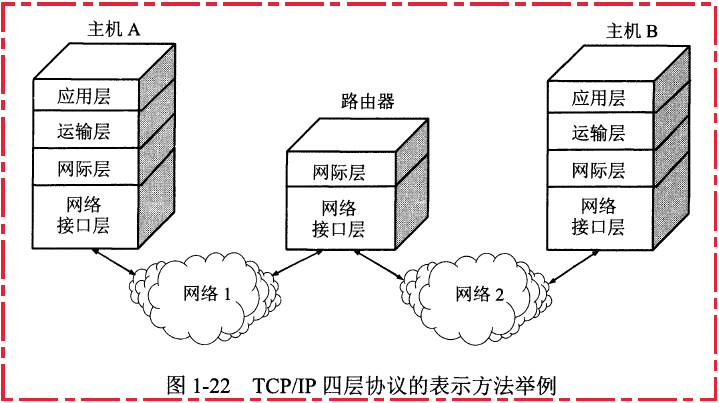 主机 A
应用层
运输层
网际层
网络
接口层
路由器
网际层
网络
接口层
主机 B
应用层
运输层
网际层
网络
接口层
网络 1
网络 2
图 1-22 TCP/IP 四层协议的表示方法举例